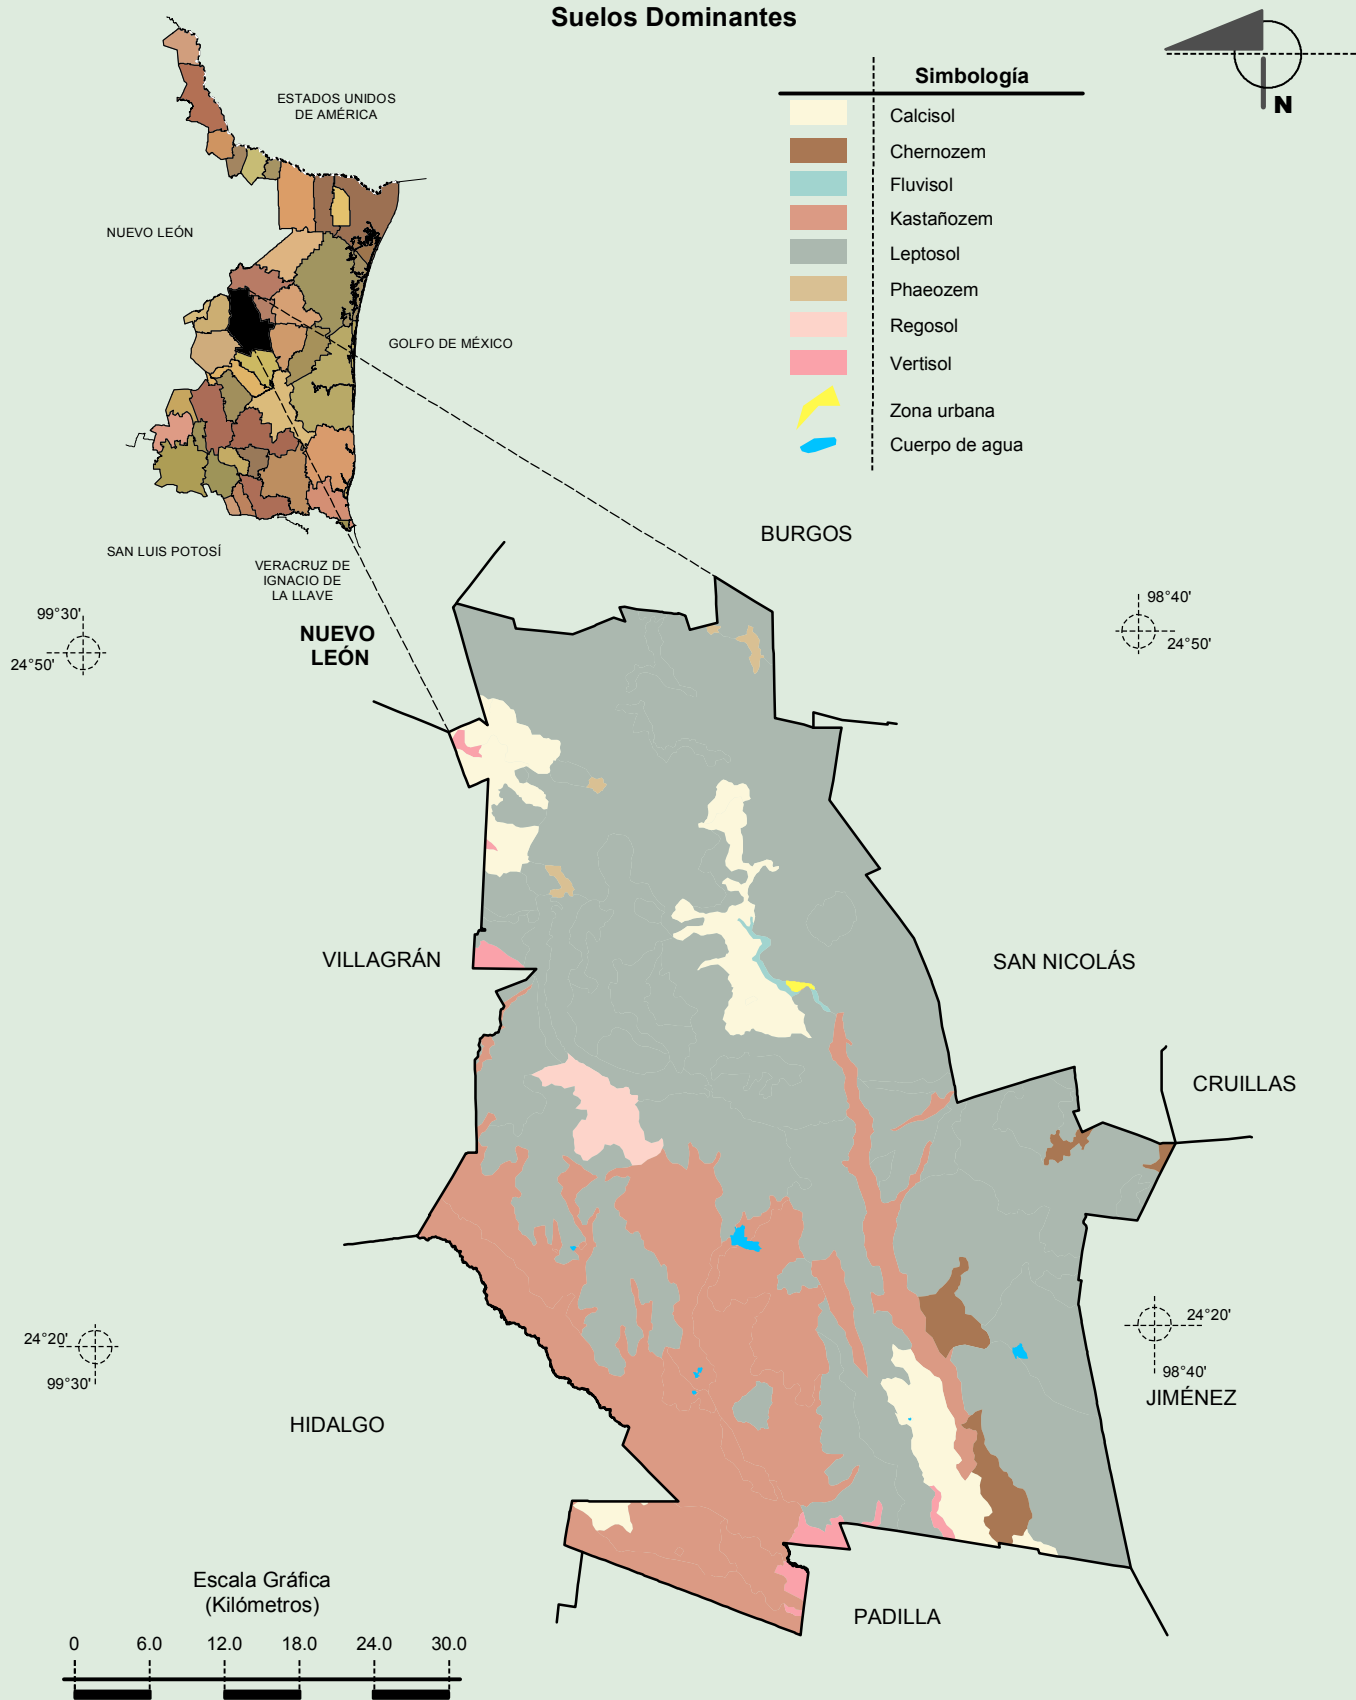 Suelos Dominantes
N
Simbología
Calcisol
Chernozem
Fluvisol
Kastañozem
Leptosol
Phaeozem
Regosol
Vertisol
Zona urbana
Cuerpo de agua
ESTADOS UNIDOS
DE AMÉRICA
NUEVO LEÓN
GOLFO DE MÉXICO
SAN LUIS POTOSÍ
VERACRUZ DE
IGNACIO DE
LA LLAVE
BURGOS
99°30'
24°50'
98°40'
24°50'
NUEVO
LEÓN
VILLAGRÁN
SAN NICOLÁS
CRUILLAS
24°20'
99°30'
24°20'
98°40'
JIMÉNEZ
HIDALGO
PADILLA
Escala Gráfica
(Kilómetros)
0 6.0 12.0 18.0 24.0 30.0